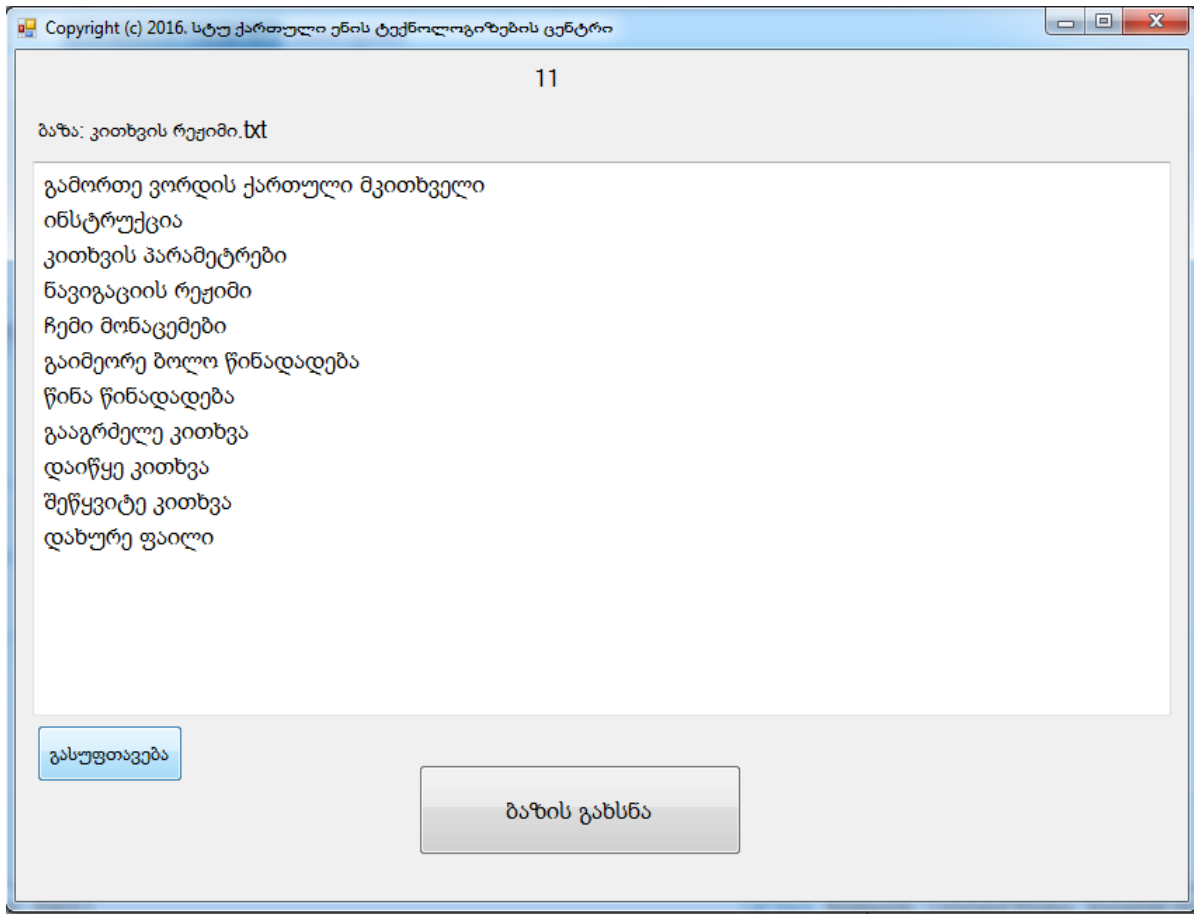 Copyright (c) 2016. სტუ ქართული ენის ტექნოლოგიზების ცენტრი
11
ბაზა: კითხვის რეჟიმი.txt
გამორთე ვორდის ქართული მკითხველი
ინსტრუქცია
კითხვის პარამეტრები
ნავიგაციის რეჟიმი
ჩემი მონაცემები
გაიმეორე ბოლო წინადადება
წინა წინადადება
გააგრძელე კითხვა
დაიწყე კითხვა
შეწყვიტე კითხვა
დახურე ფაილი
გასუფთავება
ბაზის გახსნა